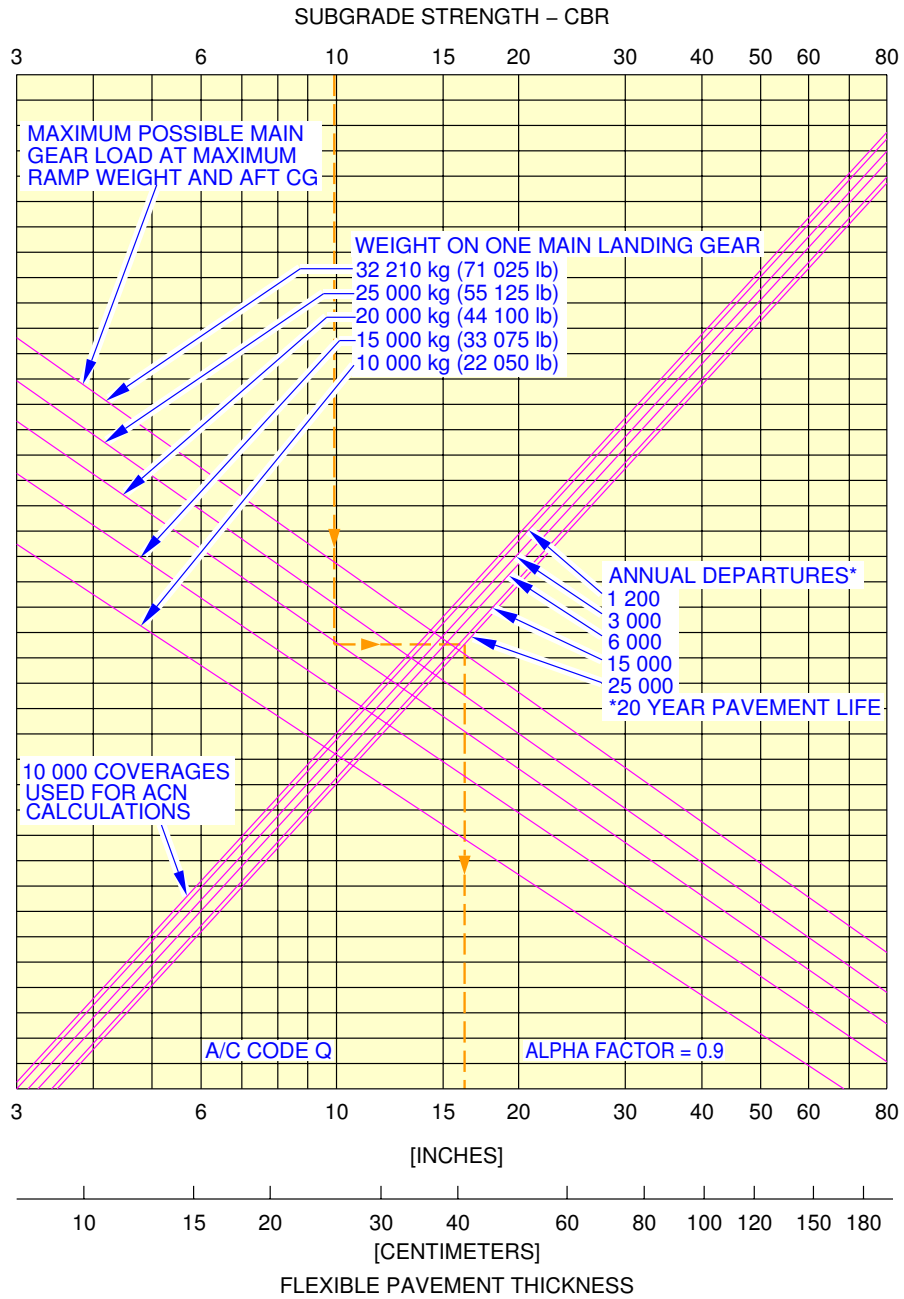 SUBGRADE STRENGTH – CBR
3 6 10 15 20 30 40 50 60 80
MAXIMUM POSSIBLE MAIN
GEAR LOAD AT MAXIMUM
RAMP WEIGHT AND AFT CG
WEIGHT ON ONE MAIN LANDING GEAR
32 210 kg (71 025 lb)
25 000 kg (55 125 lb)
20 000 kg (44 100 lb)
15 000 kg (33 075 lb)
10 000 kg (22 050 lb)
ANNUAL DEPARTURES*
1 200
3 000
6 000
15 000
25 000
*20 YEAR PAVEMENT LIFE
10 000 COVERAGES
USED FOR ACN
CALCULATIONS
A/C CODE Q ALPHA FACTOR = 0.9
3 6 10 15 20 30 40 50 60 80
[INCHES]
10 15 20 30 40 60 80 100 120 150 180
[CENTIMETERS]
FLEXIBLE PAVEMENT THICKNESS